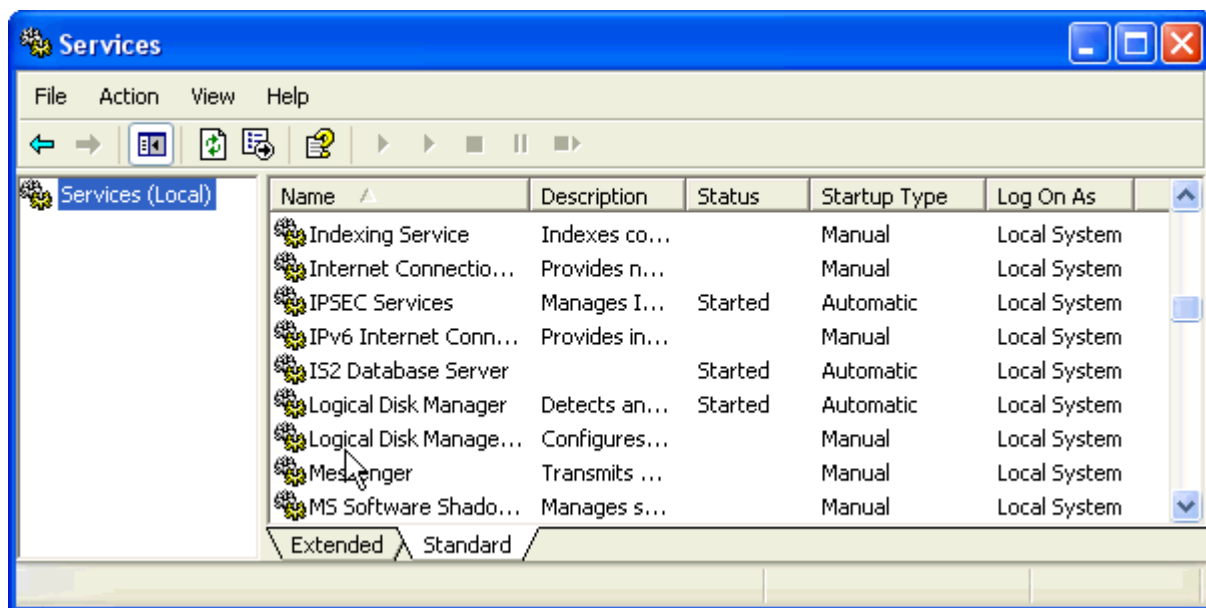 Services
File Action View Help
Services (Local)
Name Description Status Startup Type Log On As
Indexing Service Indexes co... Manual Local System
Internet Connectio... Provides n... Manual Local System
IPSEC Services Manages I... Started Automatic Local System
IPv6 Internet Conn... Provides in... Manual Local System
IS2 Database Server Started Automatic Local System
Logical Disk Manager Detects an... Started Automatic Local System
Logical Disk Manage... Configures... Manual Local System
Messenger Transmits ... Manual Local System
MS Software Shado... Manages s... Manual Local System
Extended Standard